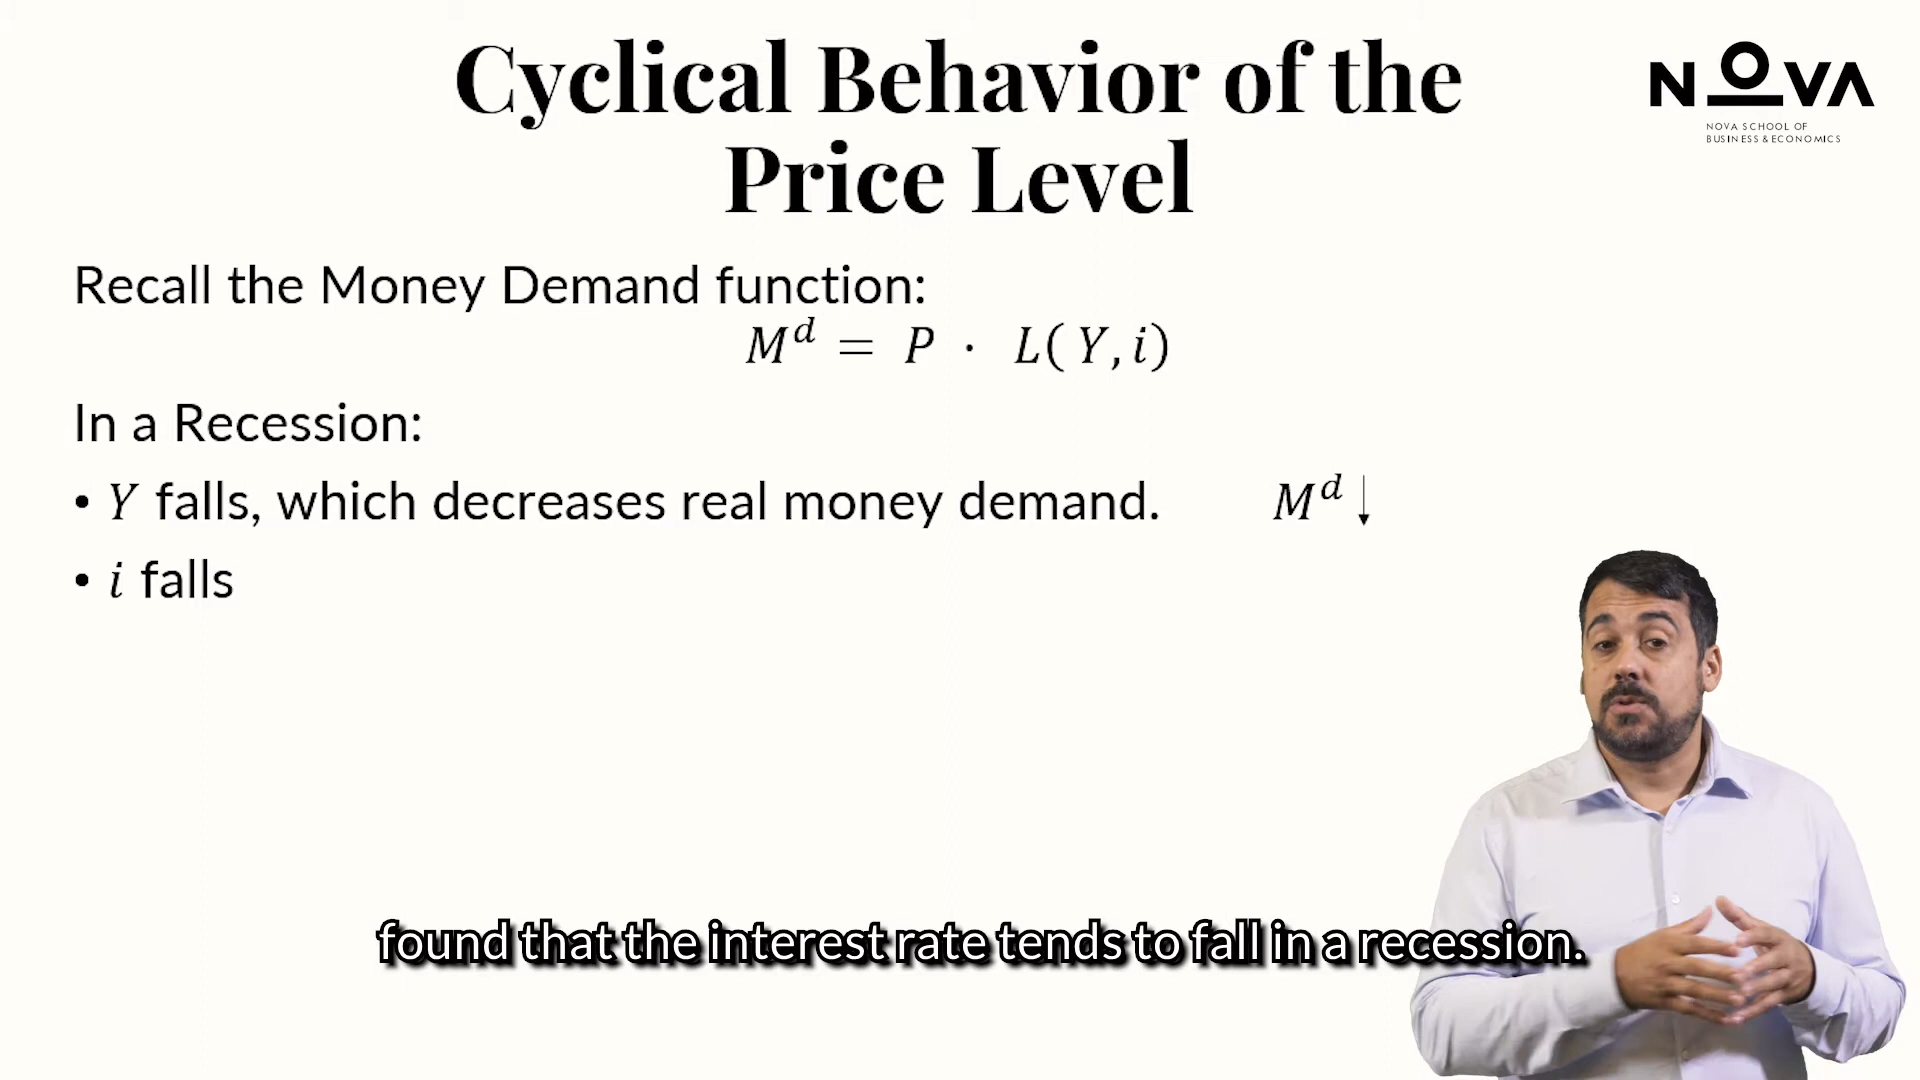 Cyclical Behavior of the
Price Level
NOVA
NOVA SCHOOL OF
BUSINESS & ECONOMICS
Recall the Money Demand function:
M^d = P · L( Y, i)
In a Recession:
• Y falls, which decreases real money demand. M^d ↓
• i falls
found that the interest rate tends to fall in a recession.